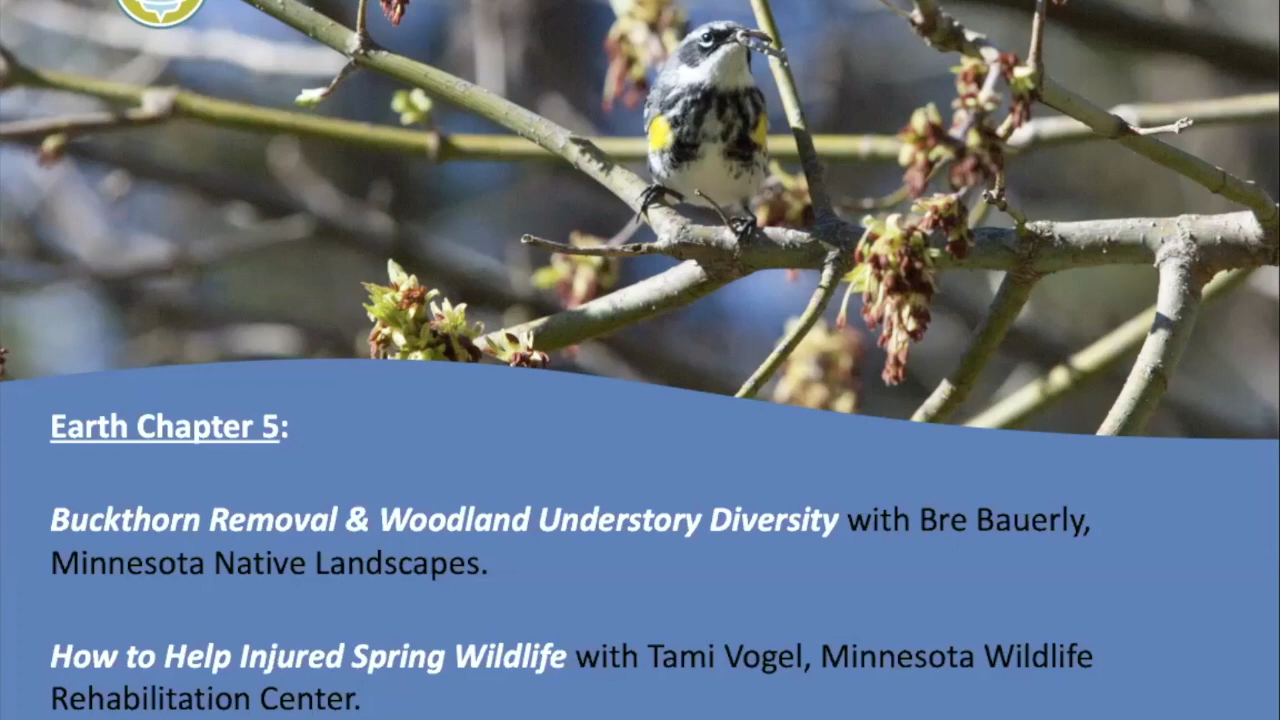 Earth Chapter 5:
Buckthorn Removal & Woodland Understory Diversity with Bre Bauerly,
Minnesota Native Landscapes.
How to Help Injured Spring Wildlife with Tami Vogel, Minnesota Wildlife
Rehabilitation Center.